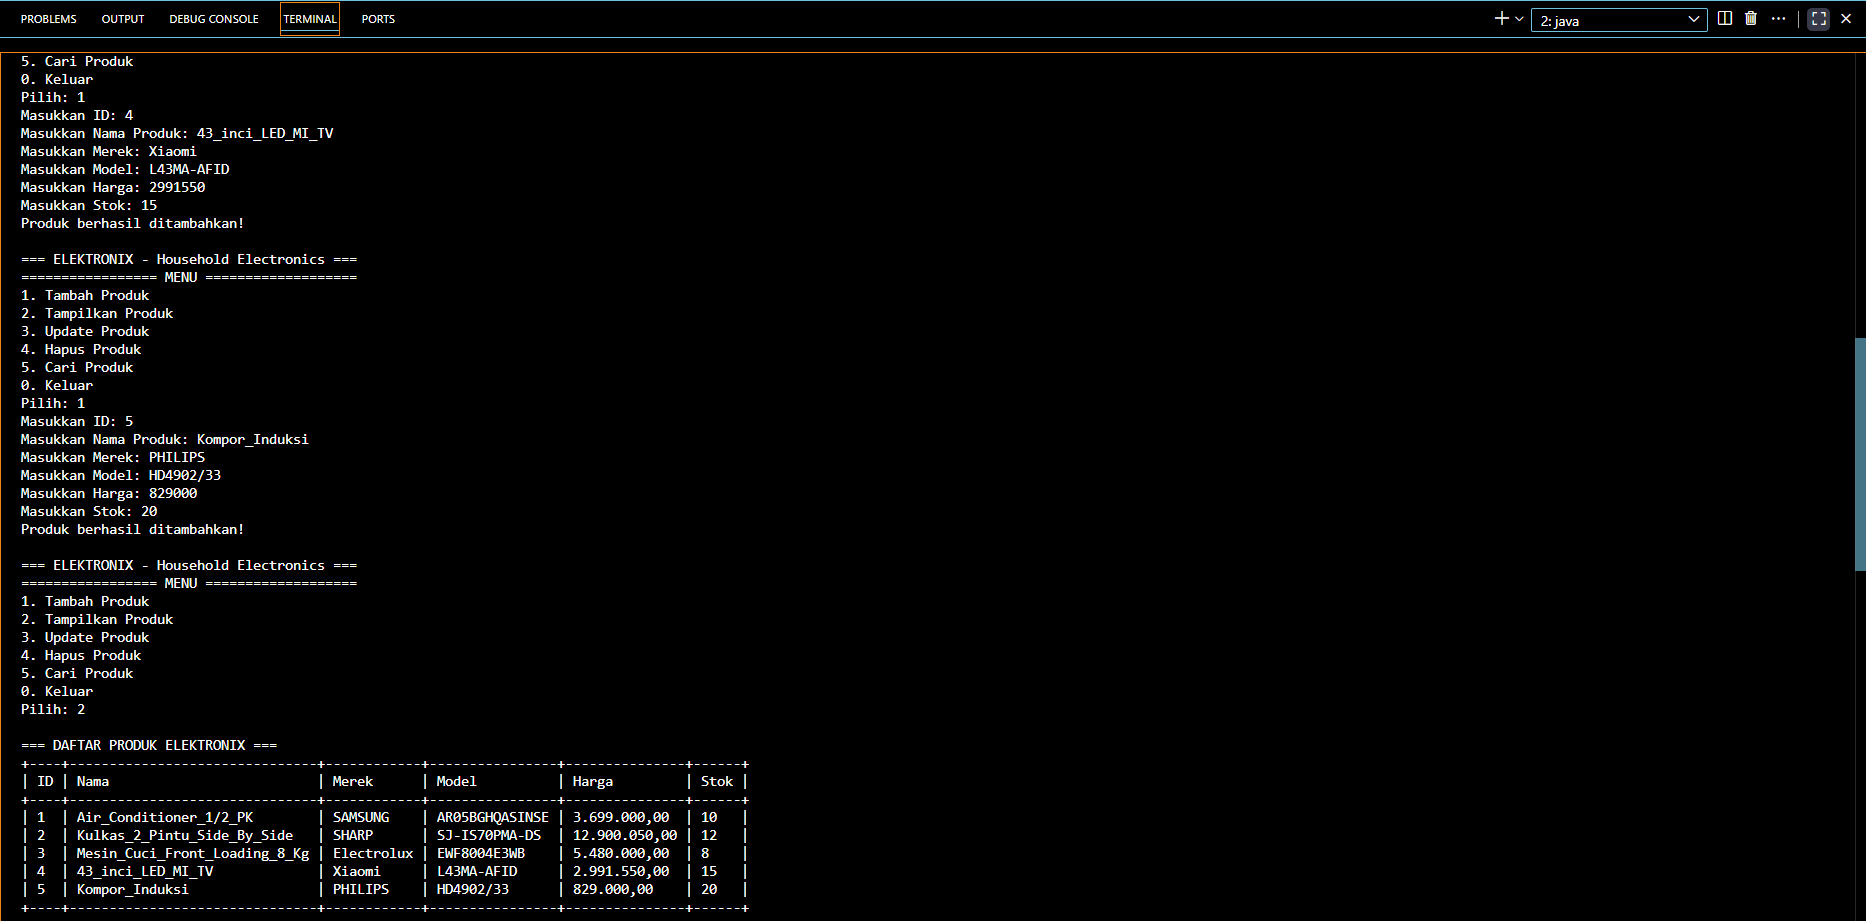 PROBLEMS OUTPUT DEBUG CONSOLE TERMINAL PORTS 2: java
5. Cari Produk
0. Keluar
Pilih: 1
Masukkan ID: 4
Masukkan Nama Produk: 43_inci_LED_MI_TV
Masukkan Merek: Xiaomi
Masukkan Model: L43MA-AFID
Masukkan Harga: 2991550
Masukkan Stok: 15
Produk berhasil ditambahkan!
=== ELEKTRONIX - Household Electronics ===
================= MENU ===================
1. Tambah Produk
2. Tampilkan Produk
3. Update Produk
4. Hapus Produk
5. Cari Produk
0. Keluar
Pilih: 1
Masukkan ID: 5
Masukkan Nama Produk: Kompor_Induksi
Masukkan Merek: PHILIPS
Masukkan Model: HD4902/33
Masukkan Harga: 829000
Masukkan Stok: 20
Produk berhasil ditambahkan!
=== ELEKTRONIX - Household Electronics ===
================= MENU ===================
1. Tambah Produk
2. Tampilkan Produk
3. Update Produk
4. Hapus Produk
5. Cari Produk
0. Keluar
Pilih: 2
=== DAFTAR PRODUK ELEKTRONIX ===
+----+-------------------------------+------------+----------------+---------------+------+
| ID | Nama                          | Merek      | Model          | Harga         | Stok |
+----+-------------------------------+------------+----------------+---------------+------+
| 1  | Air_Conditioner_1/2_PK        | SAMSUNG    | AR05BGHQASINSE | 3.699.000,00  | 10   |
| 2  | Kulkas_2_Pintu_Side_By_Side   | SHARP      | SJ-IS70PMA-DS  | 12.900.050,00 | 12   |
| 3  | Mesin_Cuci_Front_Loading_8_Kg | Electrolux | EWF8004E3WB    | 5.480.000,00  | 8    |
| 4  | 43_inci_LED_MI_TV             | Xiaomi     | L43MA-AFID     | 2.991.550,00  | 15   |
| 5  | Kompor_Induksi                | PHILIPS    | HD4902/33      | 829.000,00    | 20   |
+----+-------------------------------+------------+----------------+---------------+------+